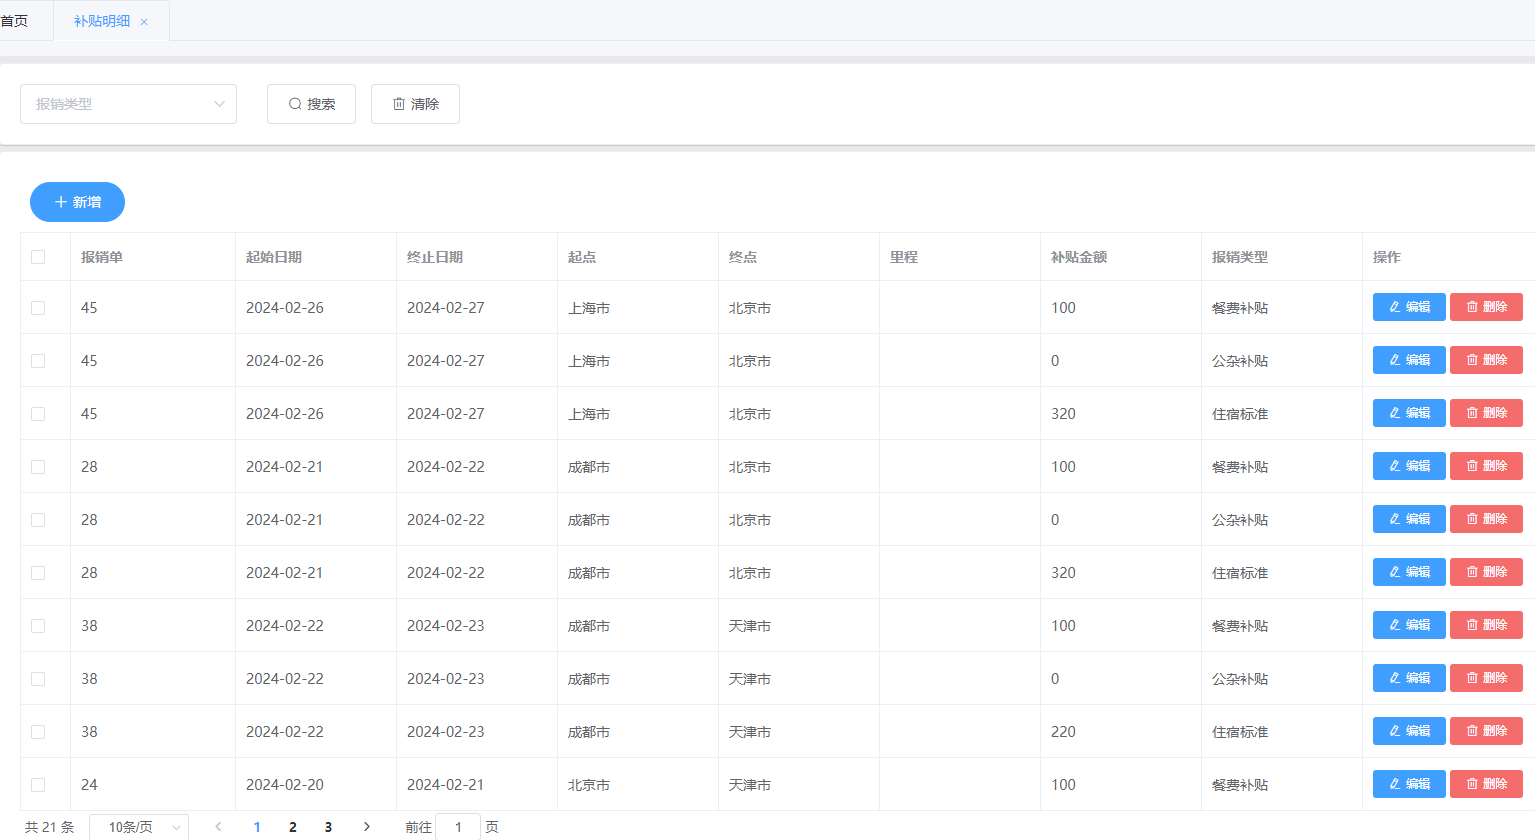 首页 补贴明细 ×
报销类型 搜索 清除
+ 新增
报销单 起始日期 终止日期 起点 终点 里程 补贴金额 报销类型 操作
45 2024-02-26 2024-02-27 上海市 北京市 100 餐费补贴 编辑 删除
45 2024-02-26 2024-02-27 上海市 北京市 0 公杂补贴 编辑 删除
45 2024-02-26 2024-02-27 上海市 北京市 320 住宿标准 编辑 删除
28 2024-02-21 2024-02-22 成都市 北京市 100 餐费补贴 编辑 删除
28 2024-02-21 2024-02-22 成都市 北京市 0 公杂补贴 编辑 删除
28 2024-02-21 2024-02-22 成都市 北京市 320 住宿标准 编辑 删除
38 2024-02-22 2024-02-23 成都市 天津市 100 餐费补贴 编辑 删除
38 2024-02-22 2024-02-23 成都市 天津市 0 公杂补贴 编辑 删除
38 2024-02-22 2024-02-23 成都市 天津市 220 住宿标准 编辑 删除
24 2024-02-20 2024-02-21 北京市 天津市 100 餐费补贴 编辑 删除
共 21 条 10条/页 < 1 2 3 > 前往 1 页